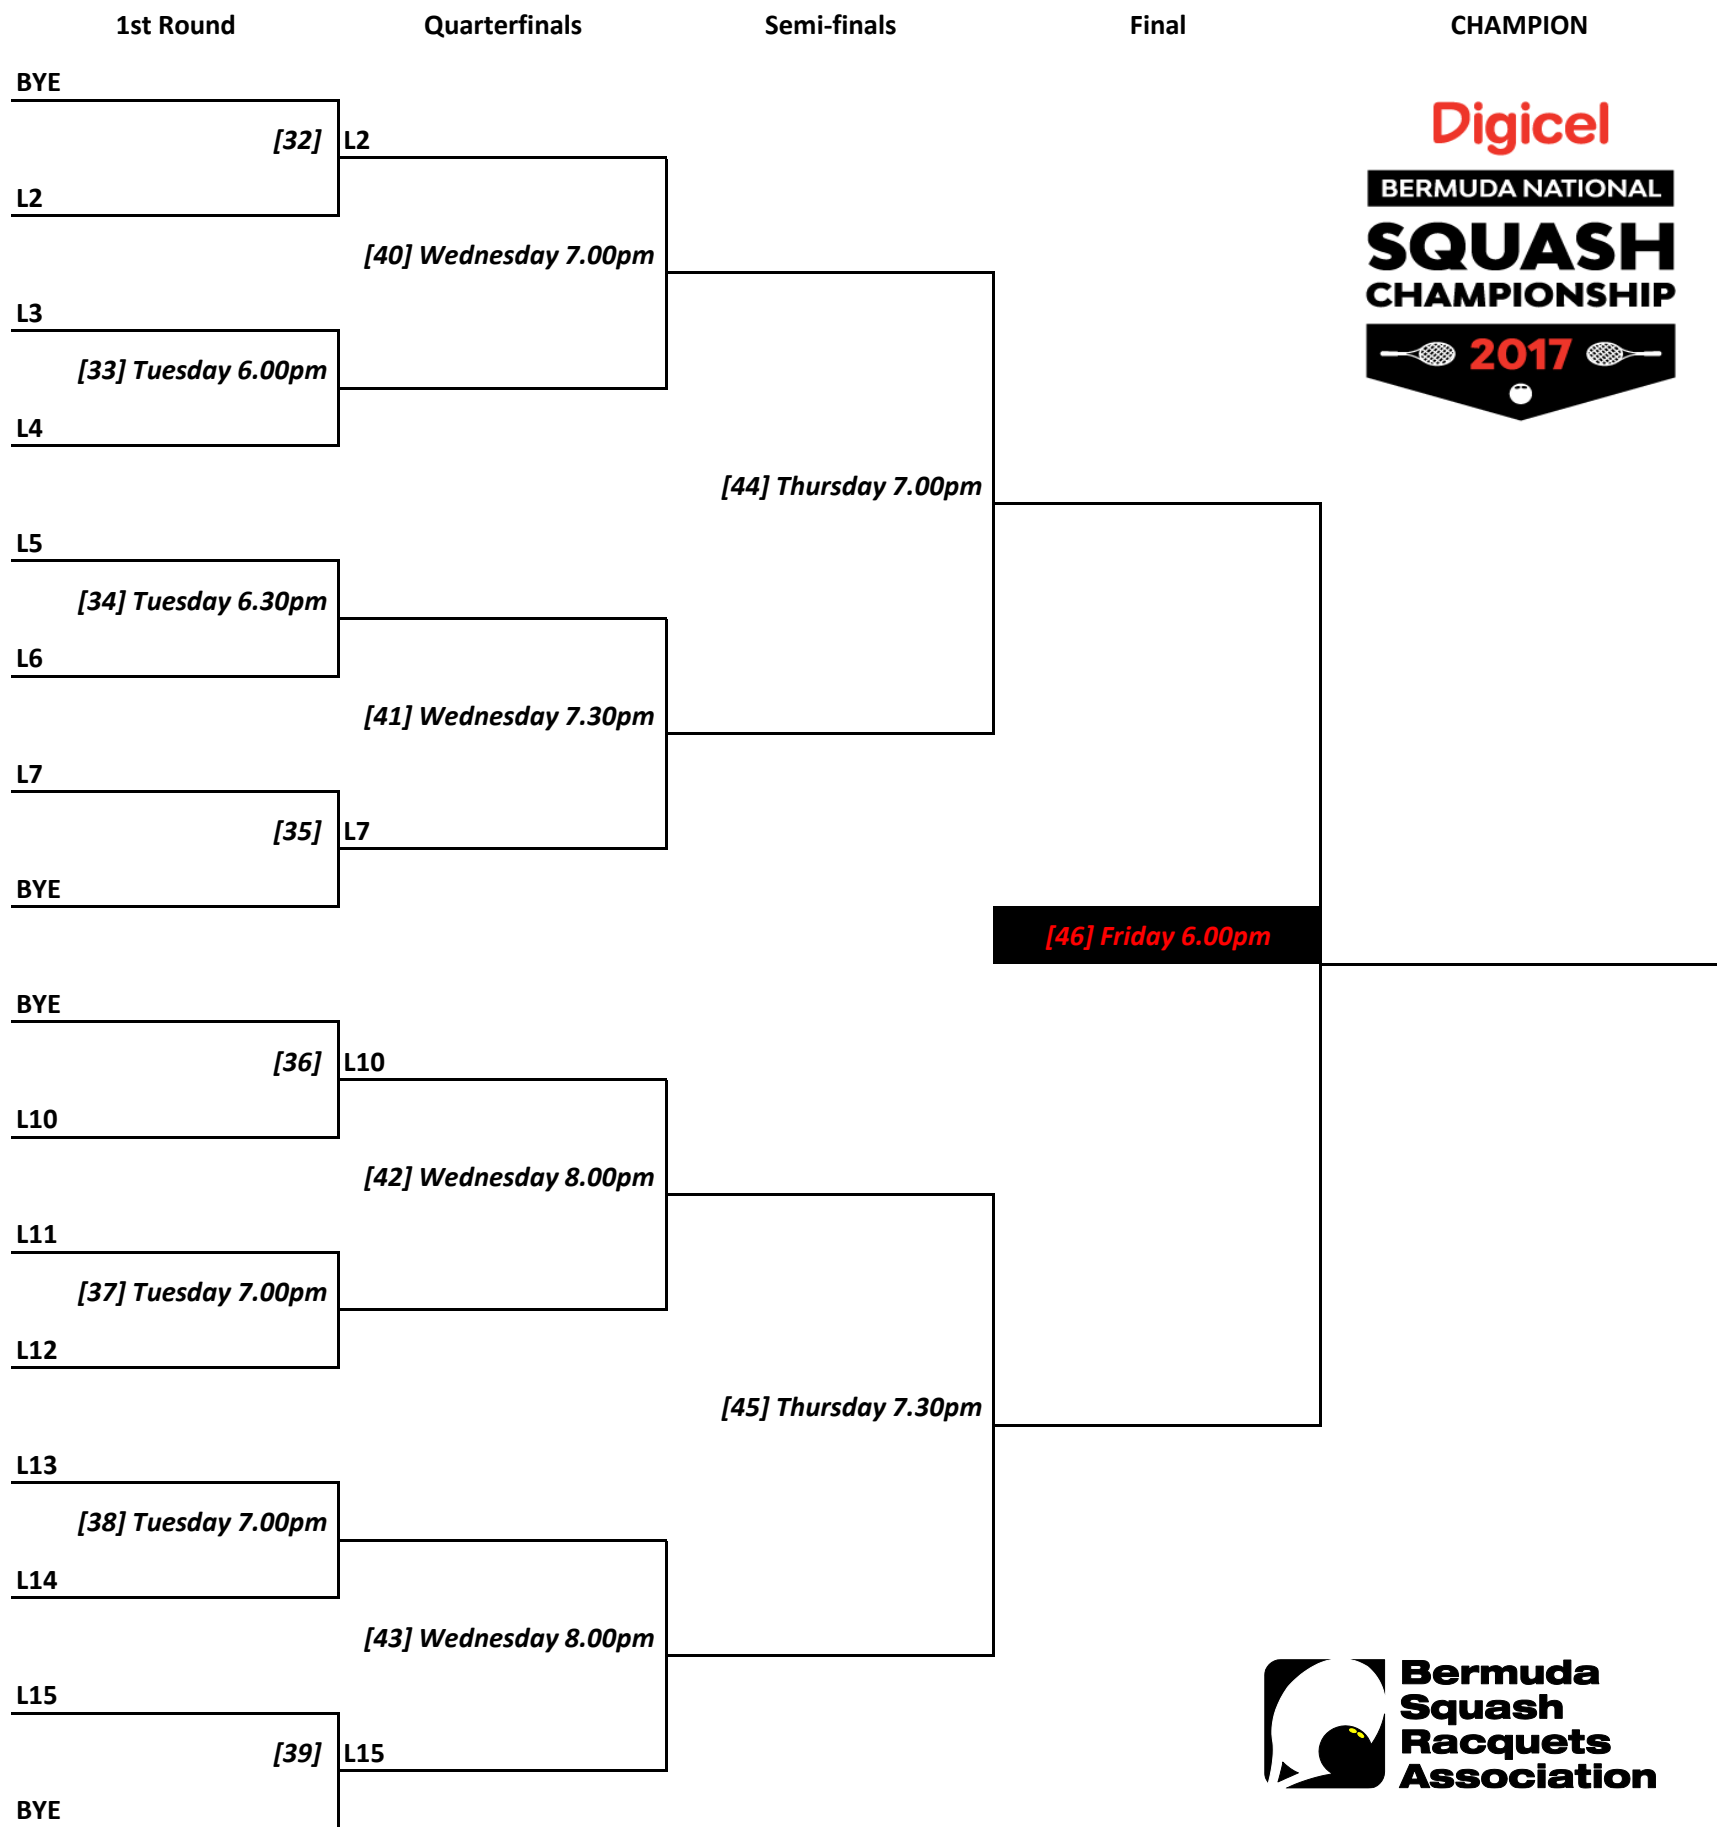 1st Round Quarterfinals Semi-finals Final CHAMPION
BYE
[32] L2
L2
[40] Wednesday 7.00pm
L3
[33] Tuesday 6.00pm
L4
[44] Thursday 7.00pm
L5
[34] Tuesday 6.30pm
L6
[41] Wednesday 7.30pm
L7
[35] L7
BYE
[46] Friday 6.00pm
BYE
[36] L10
L10
[42] Wednesday 8.00pm
L11
[37] Tuesday 7.00pm
L12
[45] Thursday 7.30pm
L13
[38] Tuesday 7.00pm
L14
[43] Wednesday 8.00pm
L15
[39] L15
BYE
Digicel
BERMUDA NATIONAL
SQUASH
CHAMPIONSHIP
2017
Bermuda
Squash
Racquets
Association